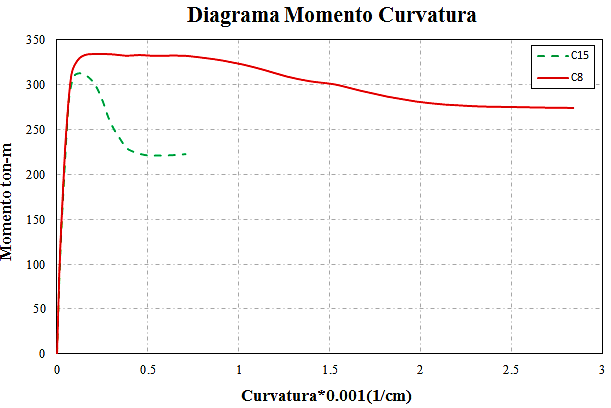 Diagrama Momento Curvatura
350
300
250
200
150
100
50
0
Momento ton-m
C15
C8
0 0.5 1 1.5 2 2.5 3
Curvatura*0.001(1/cm)